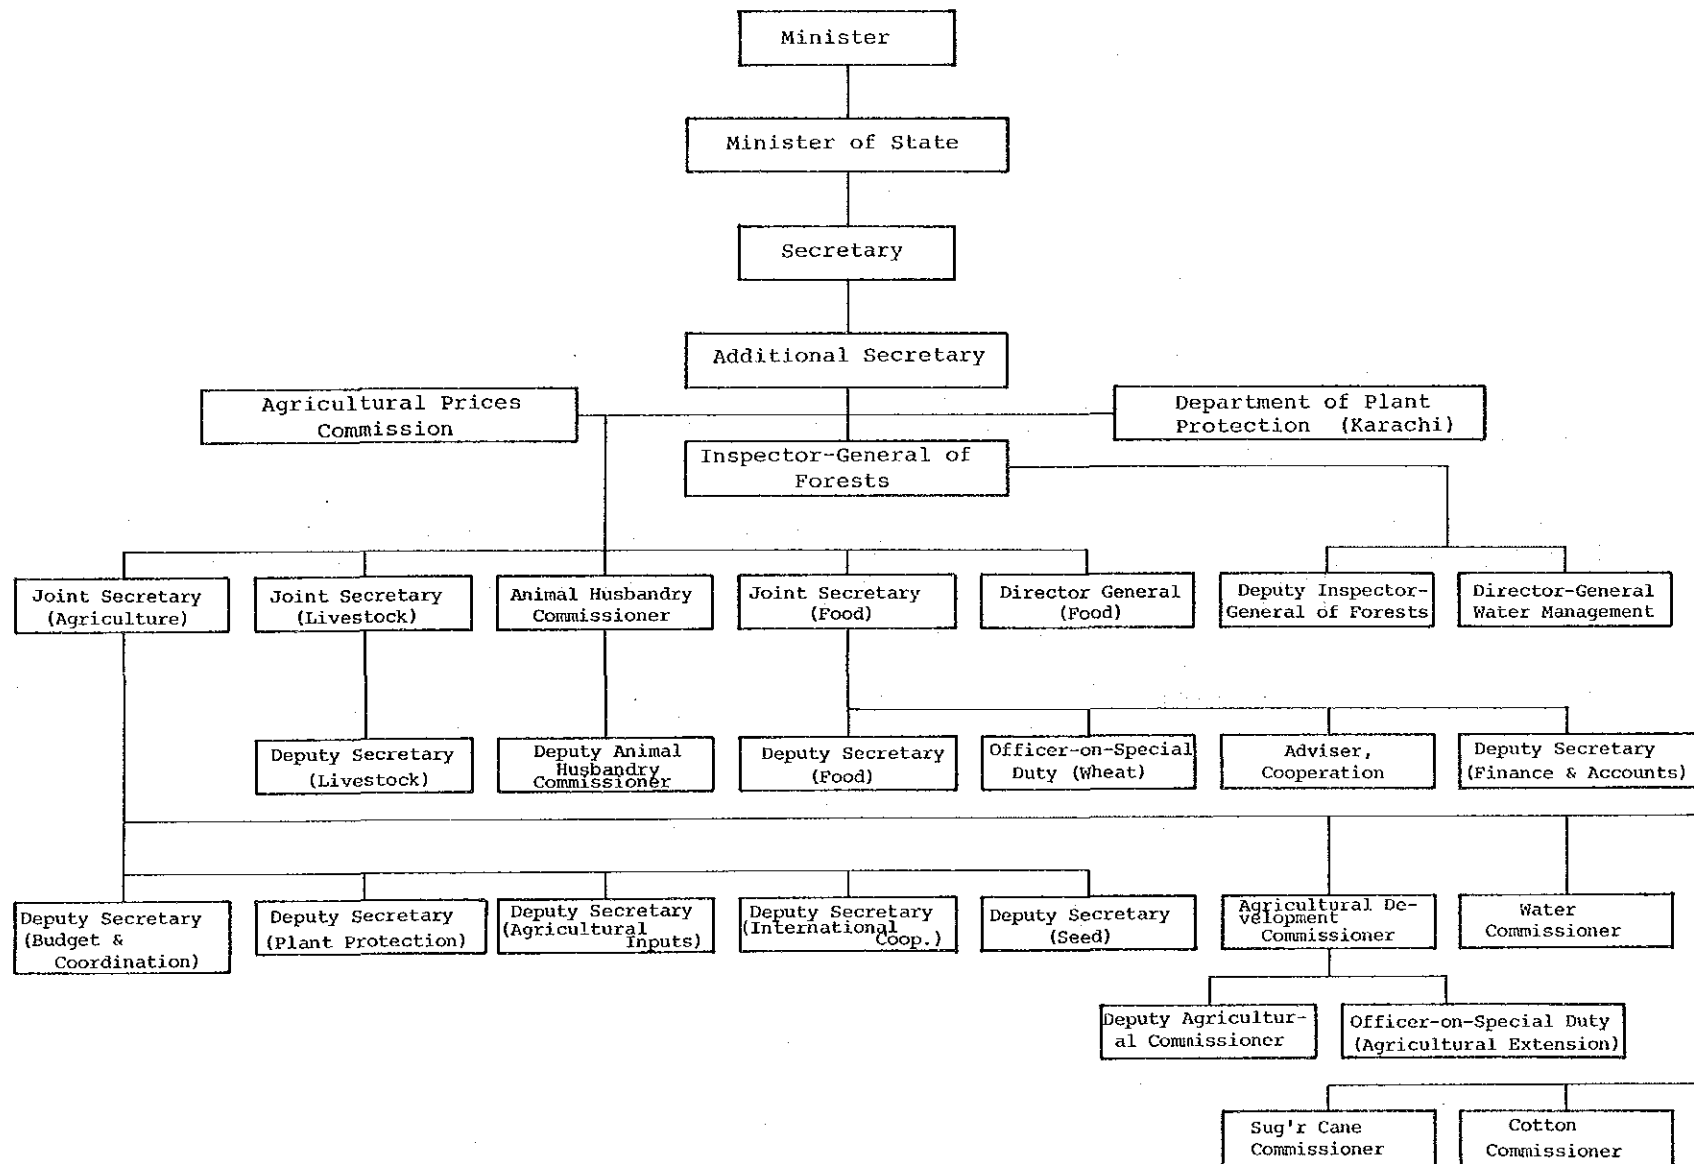 Minister
Minister of State
Secretary
Additional Secretary
Agricultural Prices
Commission
Department of Plant
Protection (Karachi)
Inspector-General of
Forests
Joint Secretary
(Agriculture)
Joint Secretary
(Livestock)
Animal Husbandry
Commissioner
Joint Secretary
(Food)
Director General
(Food)
Deputy Inspector-
General of Forests
Director-General
Water Management
Deputy Secretary
(Livestock)
Deputy Animal
Husbandry
Commissioner
Deputy Secretary
(Food)
Officer-on-Special
Duty (Wheat)
Adviser,
Cooperation
Deputy Secretary
(Finance & Accounts)
Deputy Secretary
(Budget &
Coordination)
Deputy Secretary
(Plant Protection)
Deputy Secretary
(Agricultural
Inputs)
Deputy Secretary
(International
Coop.)
Deputy Secretary
(Seed)
Agricultural De-
velopment
Commissioner
Water
Commissioner
Deputy Agricultur-
al Commissioner
Officer-on-Special Duty
(Agricultural Extension)
Sug'r Cane
Commissioner
Cotton
Commissioner